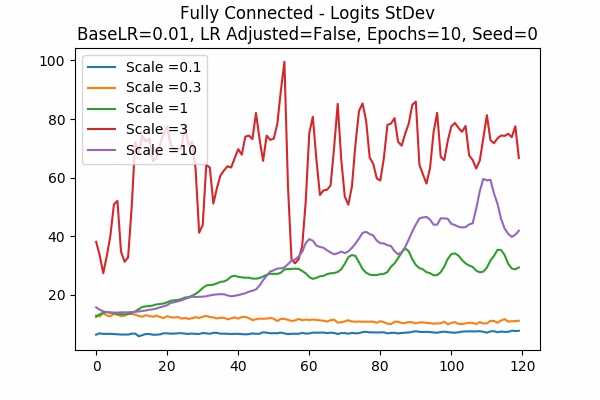 Fully Connected - Logits StDev
BaseLR=0.01, LR Adjusted=False, Epochs=10, Seed=0
Scale =0.1
Scale =0.3
Scale =1
Scale =3
Scale =10
100
80
60
40
20
0 20 40 60 80 100 120